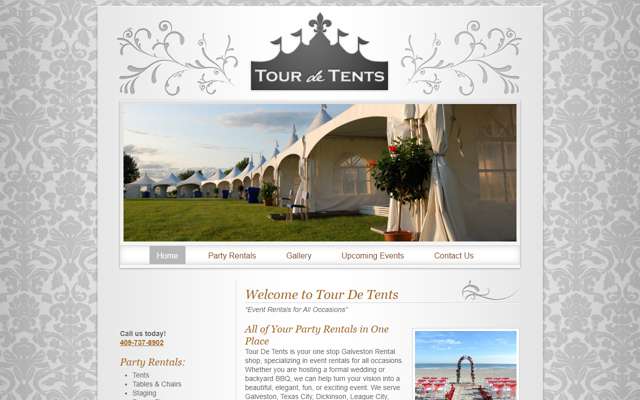 TOUR de TENTS
Home
Party Rentals
Gallery
Upcoming Events
Contact Us
Call us today!
409-737-8902
Party Rentals:
Tents
Tables & Chairs
Staging
Welcome to Tour De Tents
"Event Rentals for All Occasions"
All of Your Party Rentals in One
Place
Tour De Tents is your one stop Galveston Rental
shop, specializing in event rentals for all occasions.
Whether you are hosting a formal wedding or
backyard BBQ, we can help turn your vision into a
beautiful, elegant, fun, or exciting event. We serve
Galveston, Texas City, Dickinson, League City,